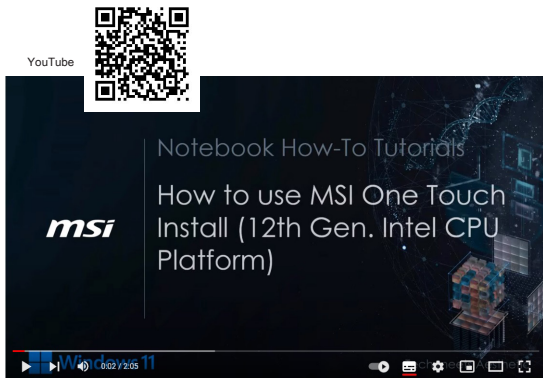 YouTube
Notebook How-To Tutorials
How to use MSI One Touch
Install (12th Gen. Intel CPU
Platform)
msi
Windows 11
0:02 / 2:05